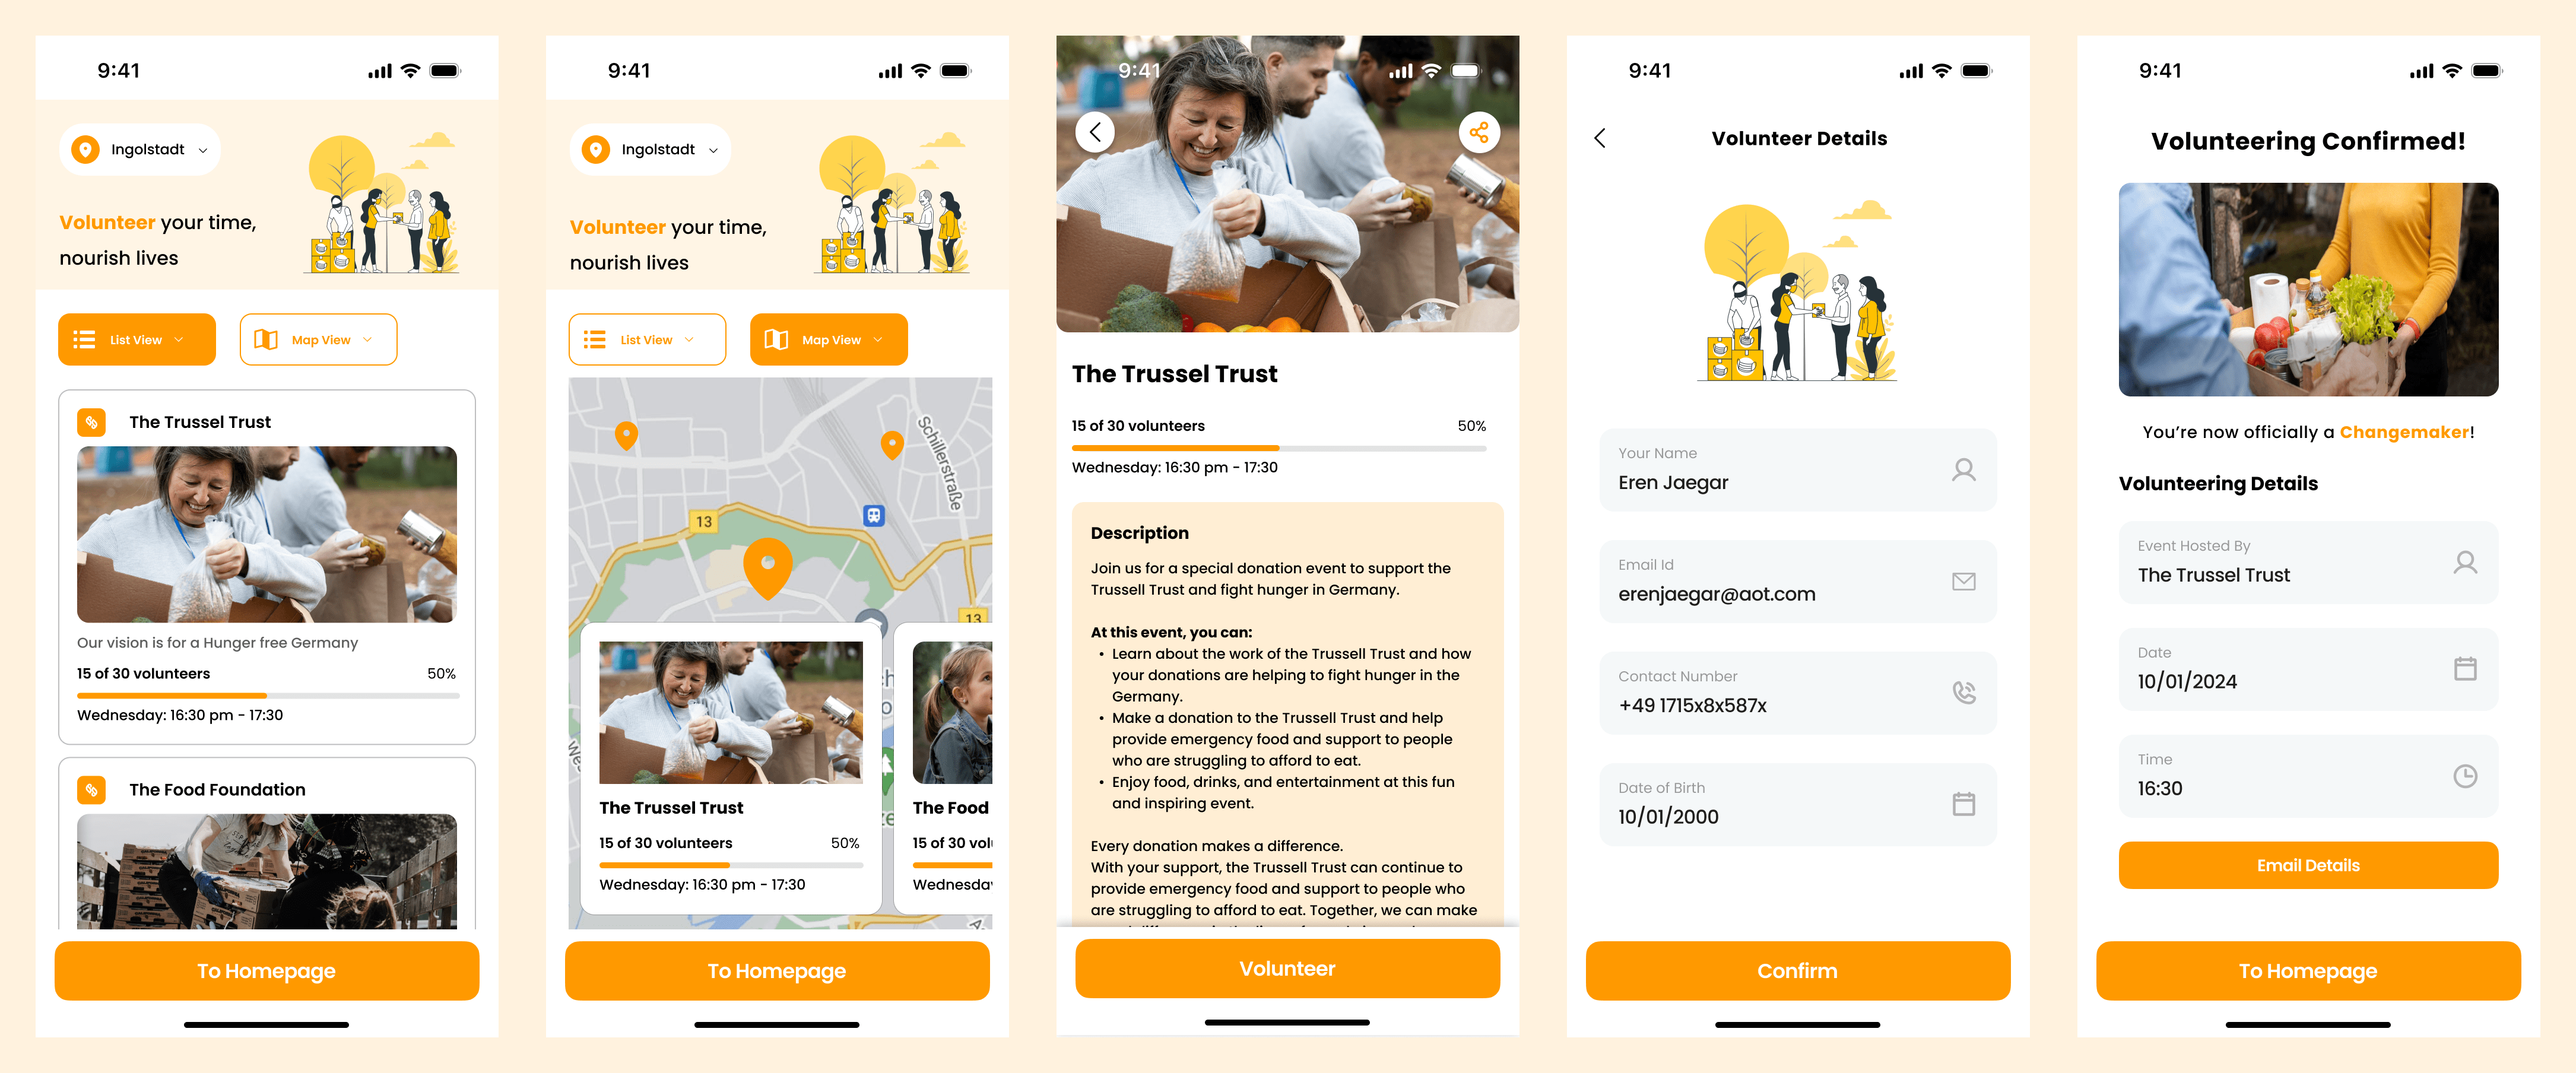 9:41
Ingolstadt
Volunteer your time,
nourish lives
List View
Map View
The Trussel Trust
Our vision is for a Hunger free Germany
15 of 30 volunteers
50%
Wednesday: 16:30 pm - 17:30
The Food Foundation
To Homepage
9:41
Ingolstadt
Volunteer your time,
nourish lives
List View
Map View
Schillerstraße
13
13
The Trussel Trust
15 of 30 volunteers
50%
Wednesday: 16:30 pm - 17:30
The Food
15 of 30
To Homepage
9:41
The Trussel Trust
15 of 30 volunteers
50%
Wednesday: 16:30 pm - 17:30
Description
Join us for a special donation event to support the
Trussell Trust and fight hunger in Germany.
At this event, you can:
• Learn about the work of the Trussell Trust and how
your donations are helping to fight hunger in the
Germany.
• Make a donation to the Trussell Trust and help
provide emergency food and support to people
who are struggling to afford to eat.
• Enjoy food, drinks, and entertainment at this fun
and inspiring event.
Every donation makes a difference.
With your support, the Trussell Trust can continue to
provide emergency food and support to people who
are struggling to afford to eat. Together, we can make
Volunteer
9:41
Volunteer Details
Your Name
Eren Jaegar
Email Id
erenjaegar@aot.com
Contact Number
+49 1715x8x587x
Date of Birth
10/01/2000
Confirm
9:41
Volunteering Confirmed!
You're now officially a Changemaker!
Volunteering Details
Event Hosted By
The Trussel Trust
Date
10/01/2024
Time
16:30
Email Details
To Homepage